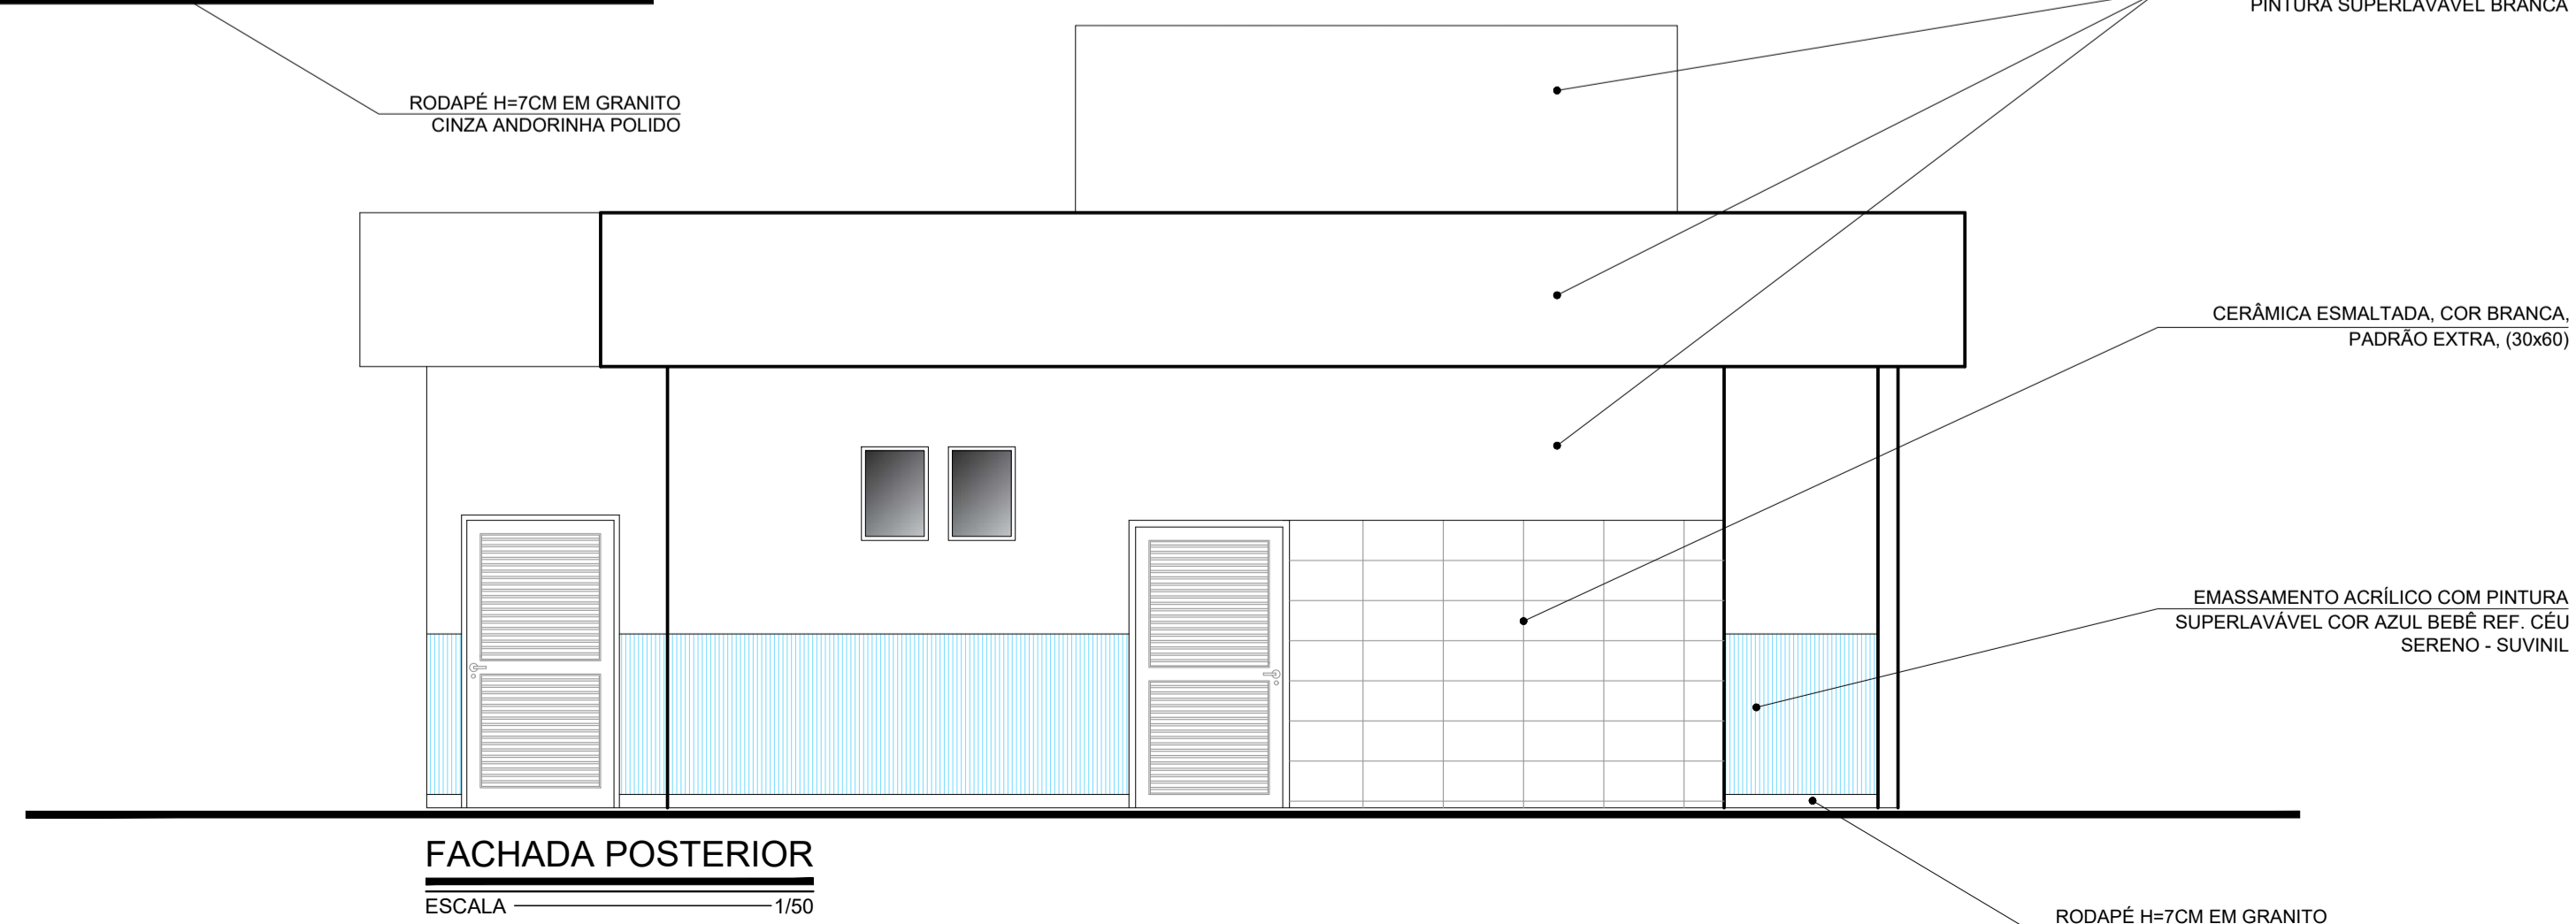 PINTURA SUPERLAVÁVEL BRANCA
RODAPÉ H=7CM EM GRANITO
CINZA ANDORINHA POLIDO
CERÂMICA ESMALTADA, COR BRANCA,
PADRÃO EXTRA, (30x60)
EMASSAMENTO ACRÍLICO COM PINTURA
SUPERLAVÁVEL COR AZUL BEBÊ REF. CÉU
SERENO - SUVINIL
FACHADA POSTERIOR
ESCALA 1/50
RODAPÉ H=7CM EM GRANITO